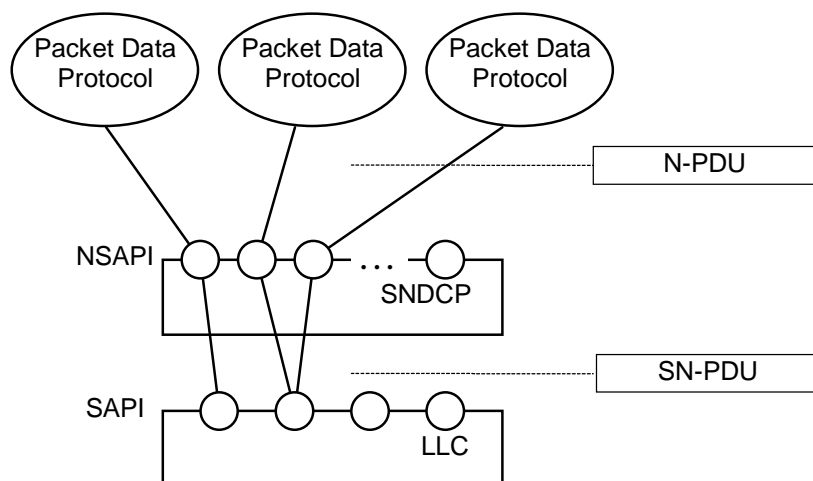 Packet Data
Protocol
Packet Data
Protocol
Packet Data
Protocol
N-PDU
NSAPI
. . .
SNDCP
SN-PDU
SAPI
LLC